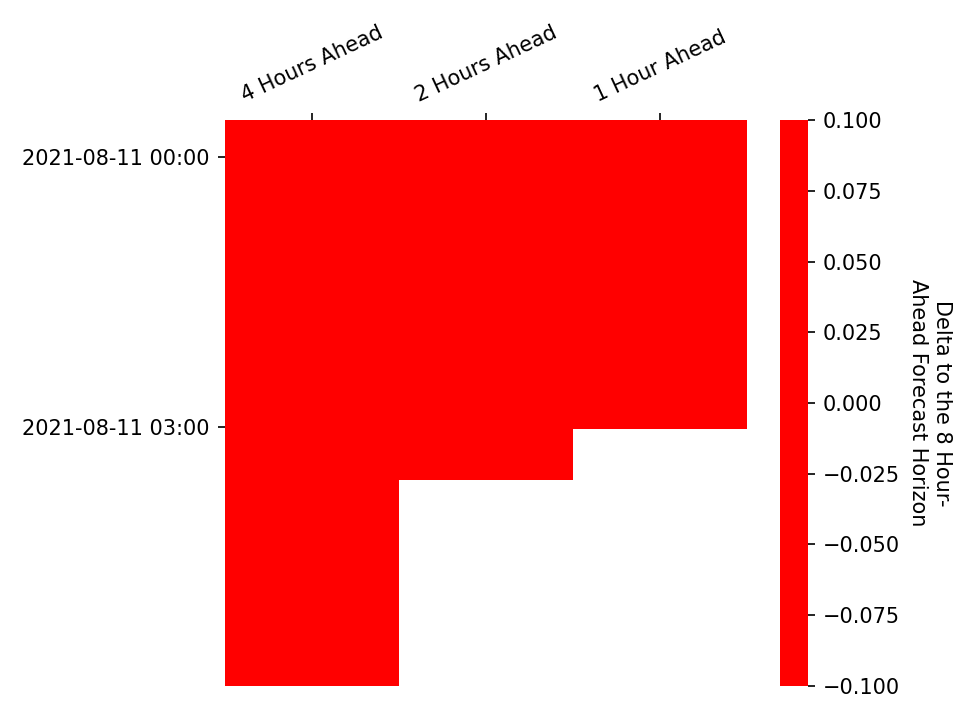 4 Hours Ahead
2 Hours Ahead
1 Hour Ahead
2021-08-11 00:00
2021-08-11 03:00
0.100
0.075
0.050
0.025
0.000
−0.025
−0.050
−0.075
−0.100
Delta to the 8 Hour-
Ahead Forecast Horizon